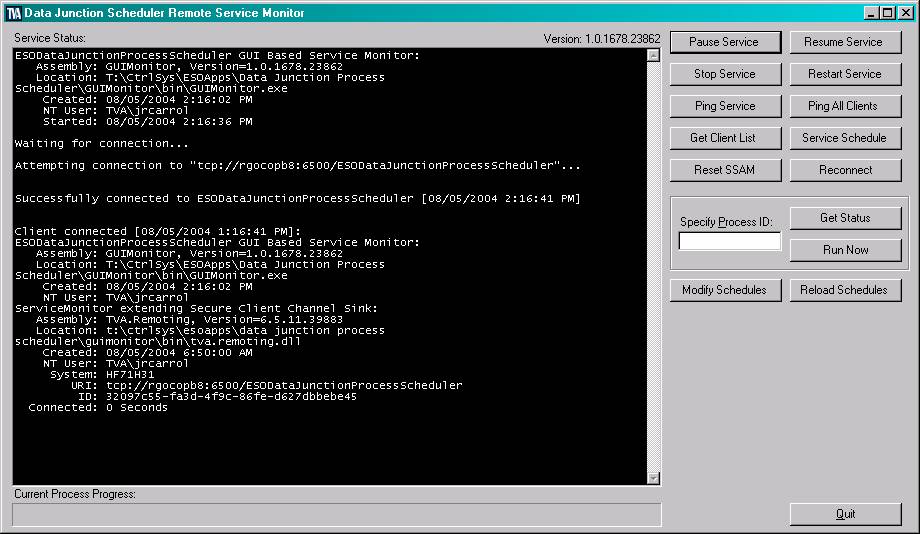 TVA Data Junction Scheduler Remote Service Monitor
Service Status:
Version: 1.0.1678.23862
ESODataJunctionProcessScheduler GUI Based Service Monitor:
Assembly: GUIMonitor, Version=1.0.1678.23862
Location: T:\CtrlSys\ESOApps\Data Junction Process
Scheduler\GUIMonitor\bin\GUIMonitor.exe
Created: 08/05/2004 2:16:02 PM
NT User: TVA\jrcarrol
Started: 08/05/2004 2:16:36 PM
Waiting for connection...
Attempting connection to "tcp://rgocopb8:6500/ESODataJunctionProcessScheduler"...
Successfully connected to ESODataJunctionProcessScheduler [08/05/2004 2:16:41 PM]
Client connected [08/05/2004 1:16:41 PM]:
ESODataJunctionProcessScheduler GUI Based Service Monitor:
Assembly: GUIMonitor, Version=1.0.1678.23862
Location: T:\CtrlSys\ESOApps\Data Junction Process
Scheduler\GUIMonitor\bin\GUIMonitor.exe
Created: 08/05/2004 2:16:02 PM
NT User: TVA\jrcarrol
ServiceMonitor extending Secure Client Channel Sink:
Assembly: TVA.Remoting, Version=6.5.11.39883
Location: t:\ctrlsys\esoapps\data junction process
scheduler\guimonitor\bin\tva.remoting.dll
Created: 08/05/2004 6:50:00 AM
NT User: TVA\jrcarrol
System: HF71H31
URI: tcp://rgocopb8:6500/ESODataJunctionProcessScheduler
ID: 32097c55-fa3d-4f9c-86fe-d627dbbebe45
Connected: 0 Seconds
Current Process Progress:
Pause Service
Resume Service
Stop Service
Restart Service
Ping Service
Ping All Clients
Get Client List
Service Schedule
Reset SSAM
Reconnect
Specify Process ID:
Get Status
Run Now
Modify Schedules
Reload Schedules
Quit